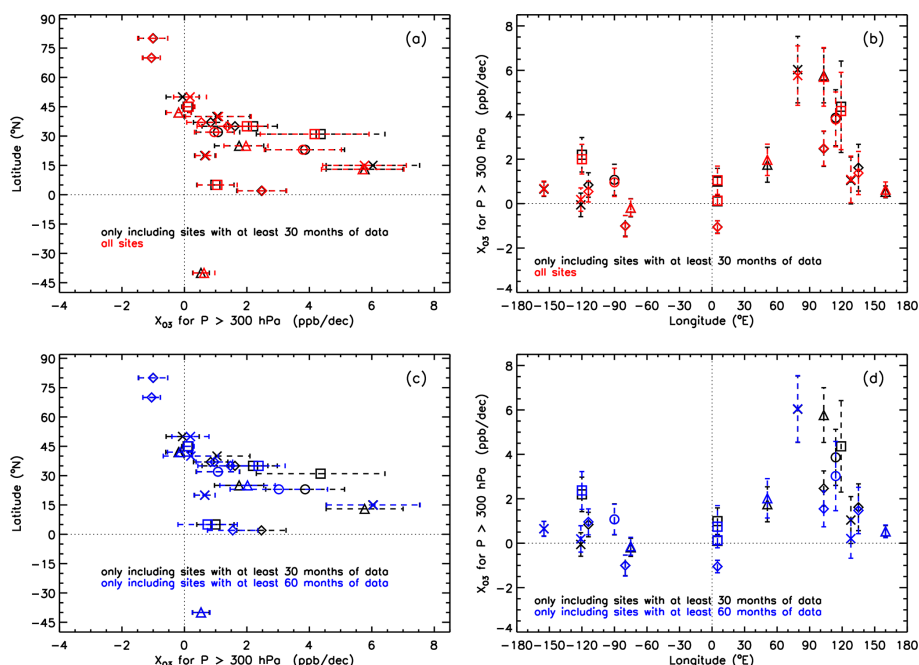 90
75
60
45
30
15
0
−15
−30
−45
Latitude (°N)
(a)
only including sites with at least 30 months of data
all sites
−4 −2 0 2 4 6 8
X_O3 for P > 300 hPa (ppb/dec)
8
6
4
2
0
−2
−4
X_O3 for P > 300 hPa (ppb/dec)
(b)
only including sites with at least 30 months of data
all sites
−180−150−120 −90 −60 −30 0 30 60 90 120 150 180
Longitude (°E)
90
75
60
45
30
15
0
−15
−30
−45
Latitude (°N)
(c)
only including sites with at least 30 months of data
only including sites with at least 60 months of data
−4 −2 0 2 4 6 8
X_O3 for P > 300 hPa (ppb/dec)
8
6
4
2
0
−2
−4
X_O3 for P > 300 hPa (ppb/dec)
(d)
only including sites with at least 30 months of data
only including sites with at least 60 months of data
−180−150−120 −90 −60 −30 0 30 60 90 120 150 180
Longitude (°E)